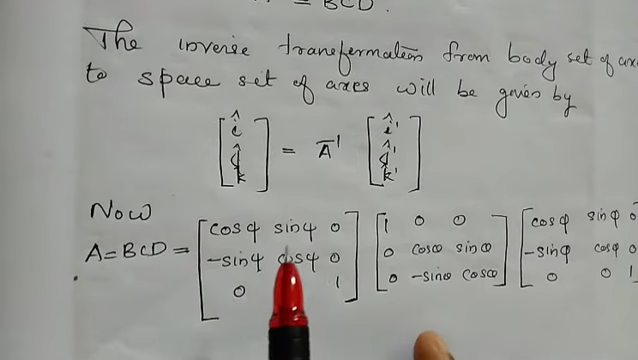 = BCD.
The inverse transformation from body set of axes
to space set of axes will be given by
[î ĵ k̂] = A⁻¹ [î' ĵ' k̂']
Now
A = BCD = [cosψ sinψ 0; -sinψ cosψ 0; 0 1] [1 0 0; 0 cosθ sinθ; 0 -sinθ cosθ] [cosφ sinφ 0; -sinφ cosφ 0; 0 0 1]